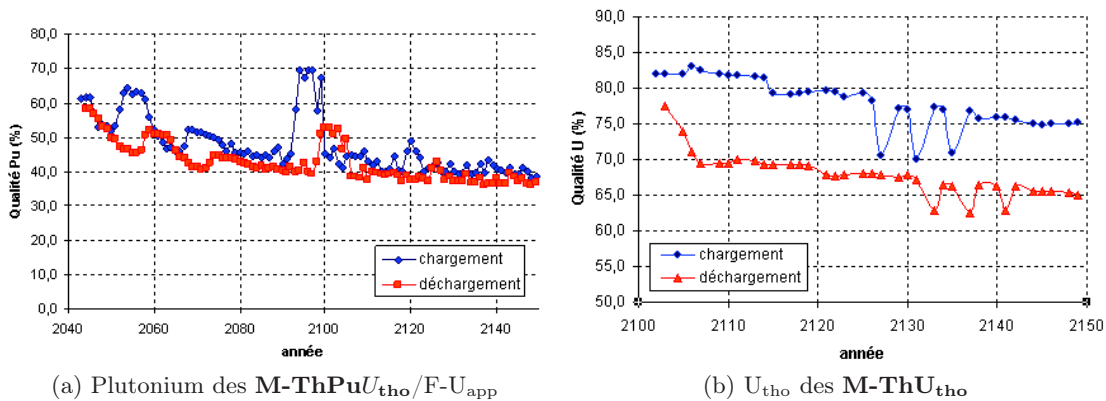 80,0
70,0
60,0
50,0
40,0
30,0
20,0
10,0
0,0
Qualité Pu (%)
2040 2060 2080 2100 2120 2140
année
chargement
déchargement
(a) Plutonium des M-ThPuUtho/F-Uapp
90,0
85,0
80,0
75,0
70,0
65,0
60,0
55,0
50,0
Qualité U (%)
2100 2110 2120 2130 2140 2150
année
chargement
déchargement
(b) Utho des M-ThUtho